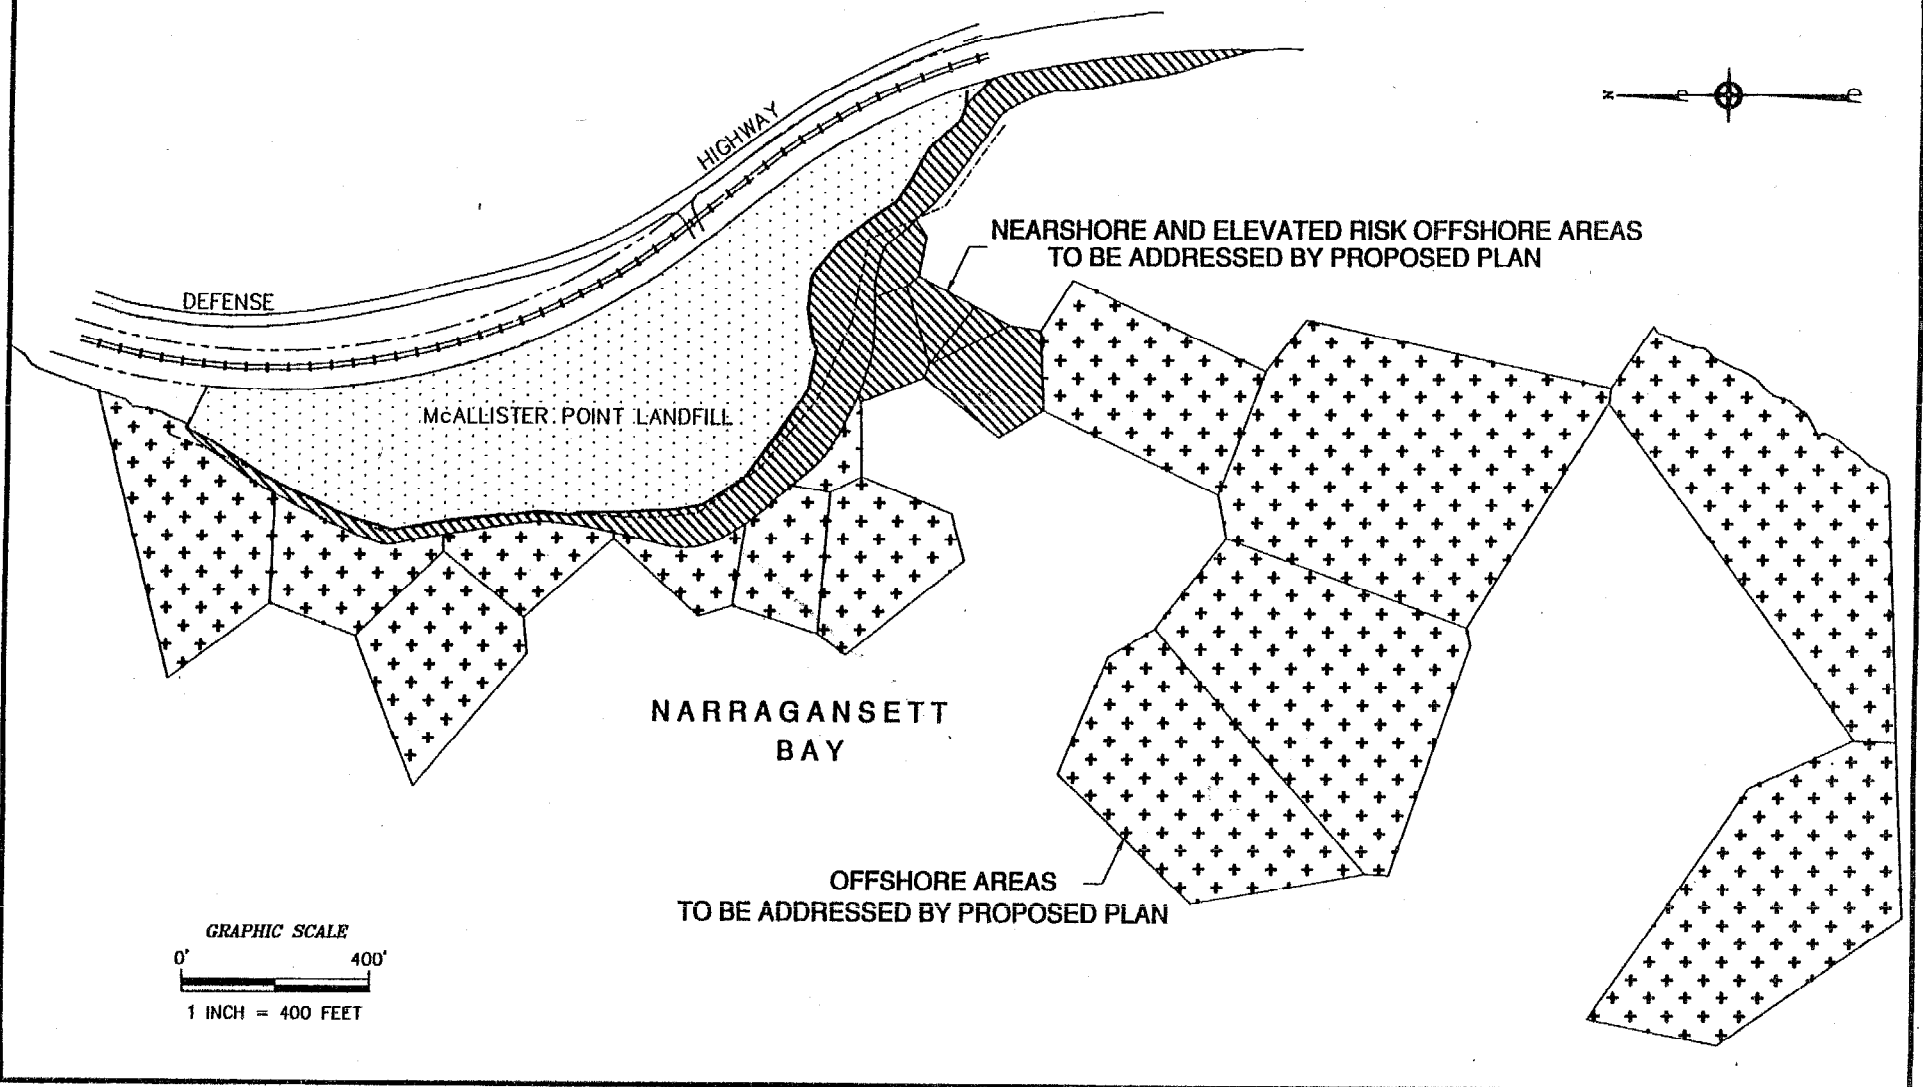 HIGHWAY
N
NEARSHORE AND ELEVATED RISK OFFSHORE AREAS
TO BE ADDRESSED BY PROPOSED PLAN
DEFENSE
McALLISTER POINT LANDFILL
NARRAGANSETT
BAY
OFFSHORE AREAS
TO BE ADDRESSED BY PROPOSED PLAN
GRAPHIC SCALE
0' 400'
1 INCH = 400 FEET